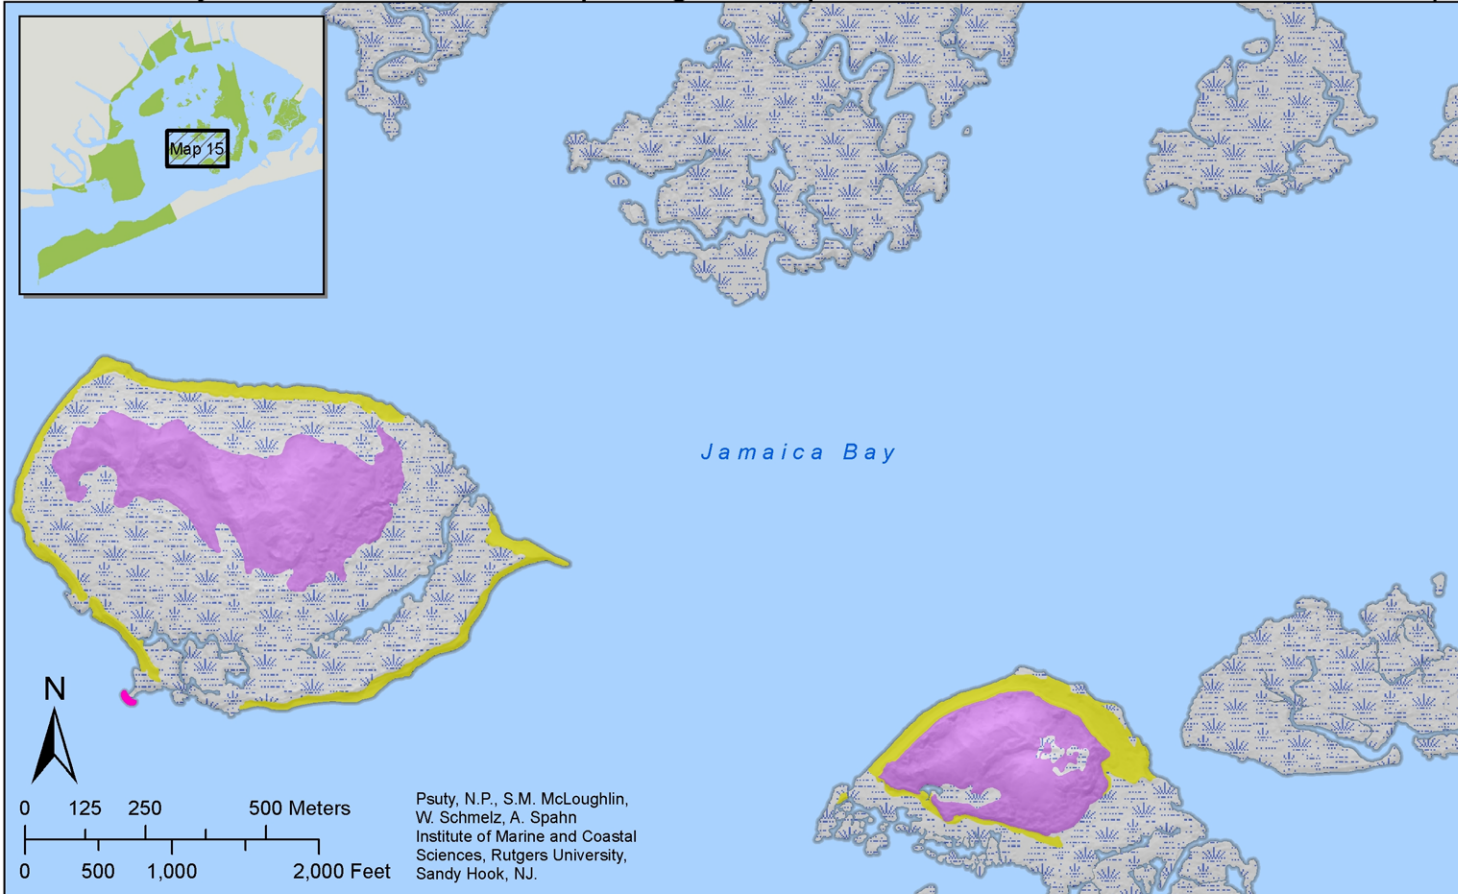 Map 15
Jamaica Bay
N
0 125 250 500 Meters
0 500 1,000 2,000 Feet
Psuty, N.P., S.M. McLoughlin,
W. Schmelz, A. Spahn
Institute of Marine and Coastal
Sciences, Rutgers University,
Sandy Hook, NJ.